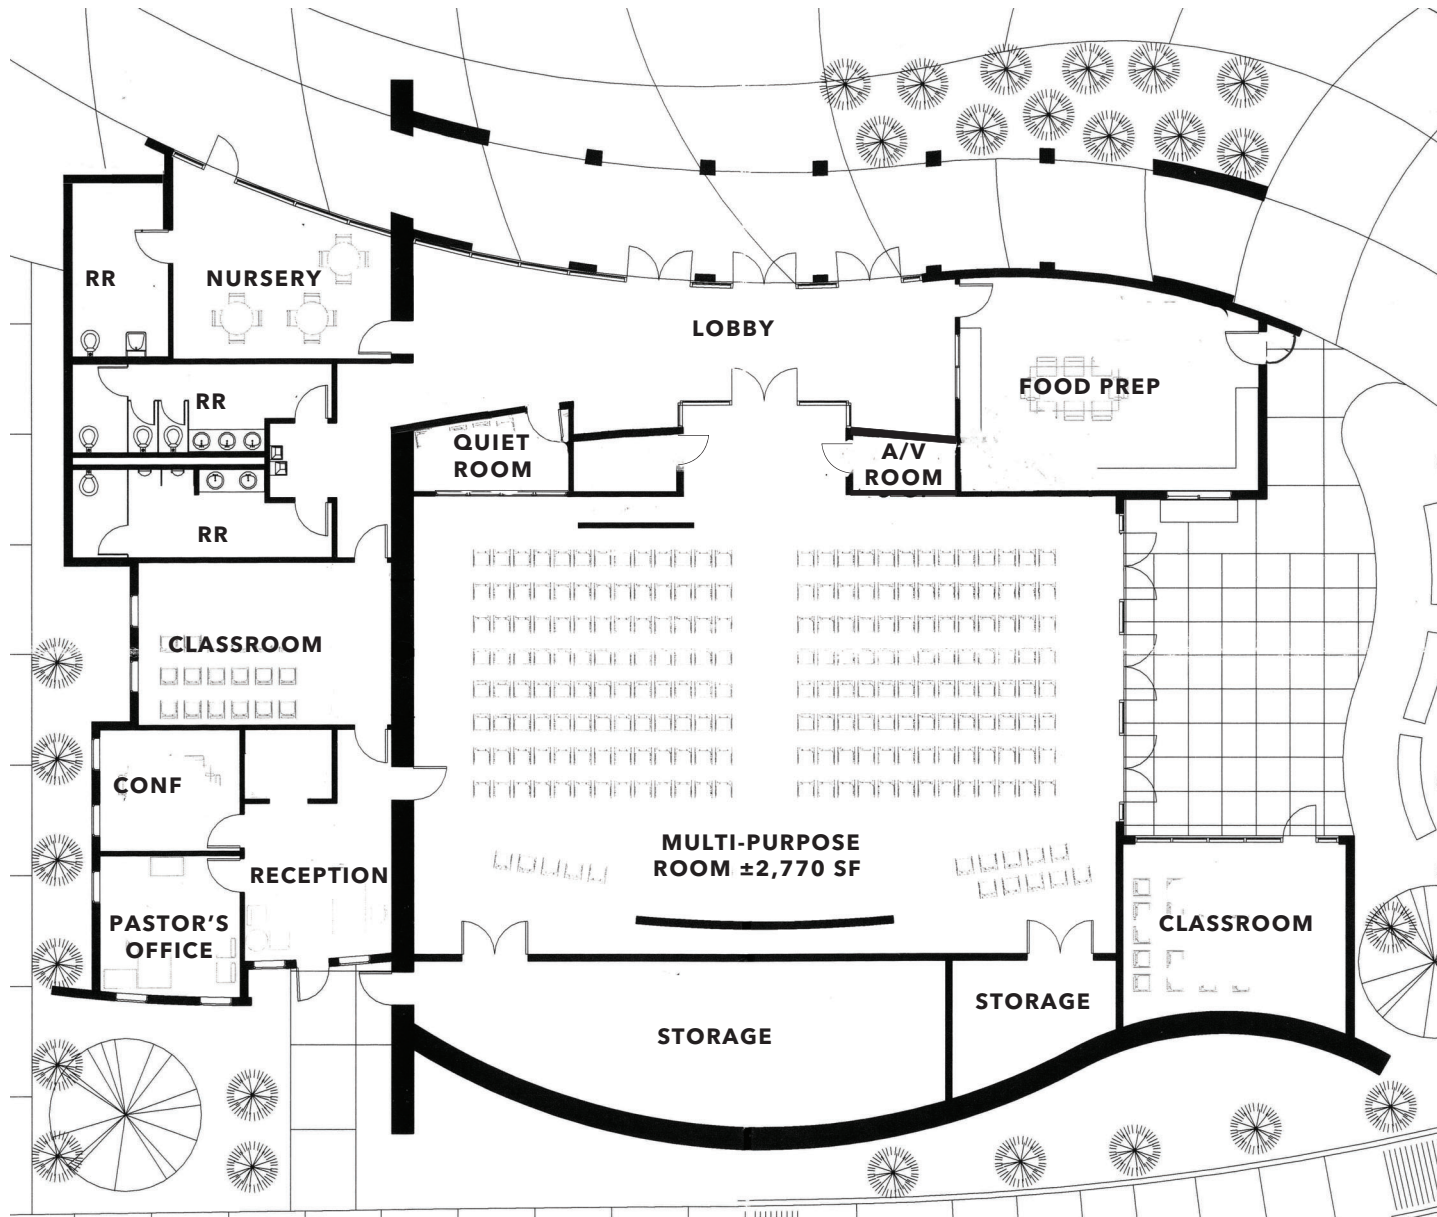 RR
NURSERY
LOBBY
FOOD PREP
RR
QUIET
ROOM
A/V
ROOM
RR
CLASSROOM
CONF
MULTI-PURPOSE
ROOM ±2,770 SF
RECEPTION
PASTOR'S
OFFICE
CLASSROOM
STORAGE
STORAGE